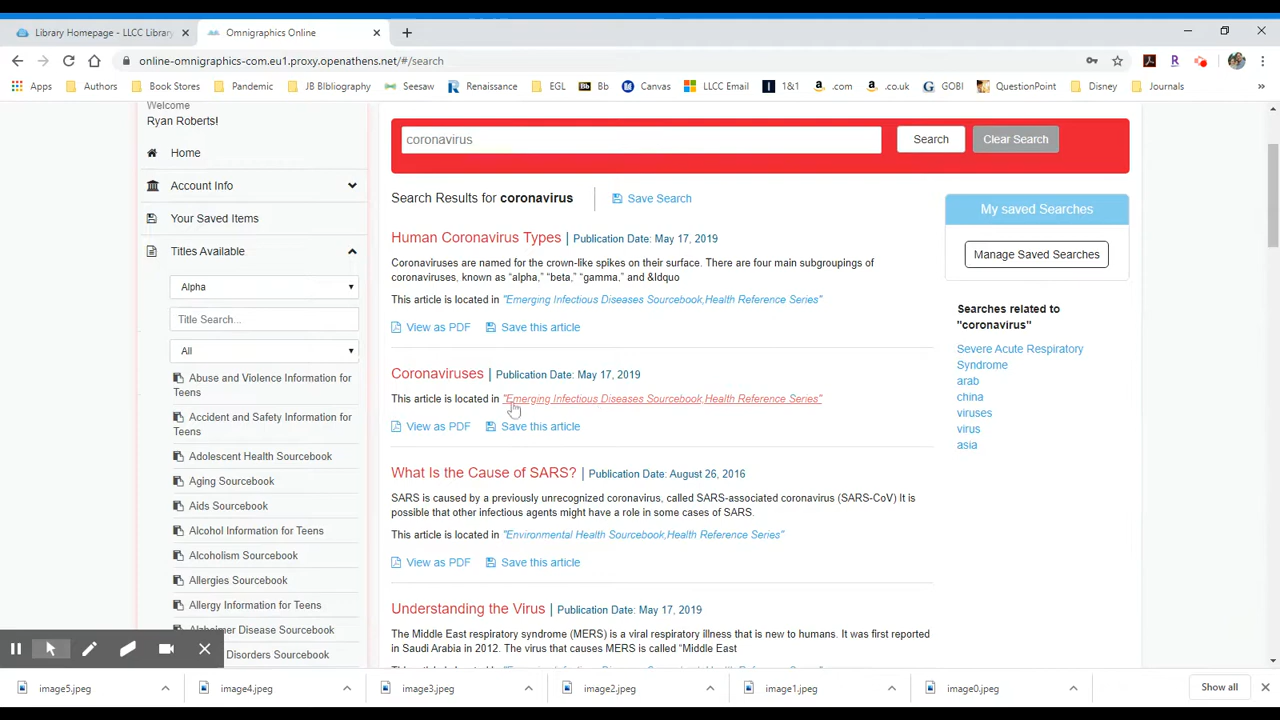 Library Homepage - LLCC Library
Omnigraphics Online
online-omnigraphics-com.eu1.proxy.openathens.net/#/search
Apps Authors Book Stores Pandemic JB BIbliography Seesaw Renaissance EGL Bb Canvas LLCC Email 1&1 .com .co.uk GOBI QuestionPoint Disney Journals
Welcome
Ryan Roberts!
Home
Account Info
Your Saved Items
Titles Available
Alpha
Title Search...
All
Abuse and Violence Information for
Teens
Accident and Safety Information for
Teens
Adolescent Health Sourcebook
Aging Sourcebook
Aids Sourcebook
Alcohol Information for Teens
Alcoholism Sourcebook
Allergies Sourcebook
Allergy Information for Teens
Alzheimer Disease Sourcebook
Disorders Sourcebook
coronavirus
Search
Clear Search
Search Results for coronavirus
Save Search
Human Coronavirus Types | Publication Date: May 17, 2019
Coronaviruses are named for the crown-like spikes on their surface. There are four main subgroupings of
coronaviruses, known as “alpha,” “beta,” “gamma,” and &ldquo
This article is located in "Emerging Infectious Diseases Sourcebook,Health Reference Series"
View as PDF Save this article
Coronaviruses | Publication Date: May 17, 2019
This article is located in "Emerging Infectious Diseases Sourcebook,Health Reference Series"
View as PDF Save this article
What Is the Cause of SARS? | Publication Date: August 26, 2016
SARS is caused by a previously unrecognized coronavirus, called SARS-associated coronavirus (SARS-CoV) It is
possible that other infectious agents might have a role in some cases of SARS.
This article is located in "Environmental Health Sourcebook,Health Reference Series"
View as PDF Save this article
Understanding the Virus | Publication Date: May 17, 2019
The Middle East respiratory syndrome (MERS) is a viral respiratory illness that is new to humans. It was first reported
in Saudi Arabia in 2012. The virus that causes MERS is called “Middle East
My saved Searches
Manage Saved Searches
Searches related to
"coronavirus"
Severe Acute Respiratory
Syndrome
arab
china
viruses
virus
asia
image5.jpeg image4.jpeg image3.jpeg image2.jpeg image1.jpeg image0.jpeg Show all